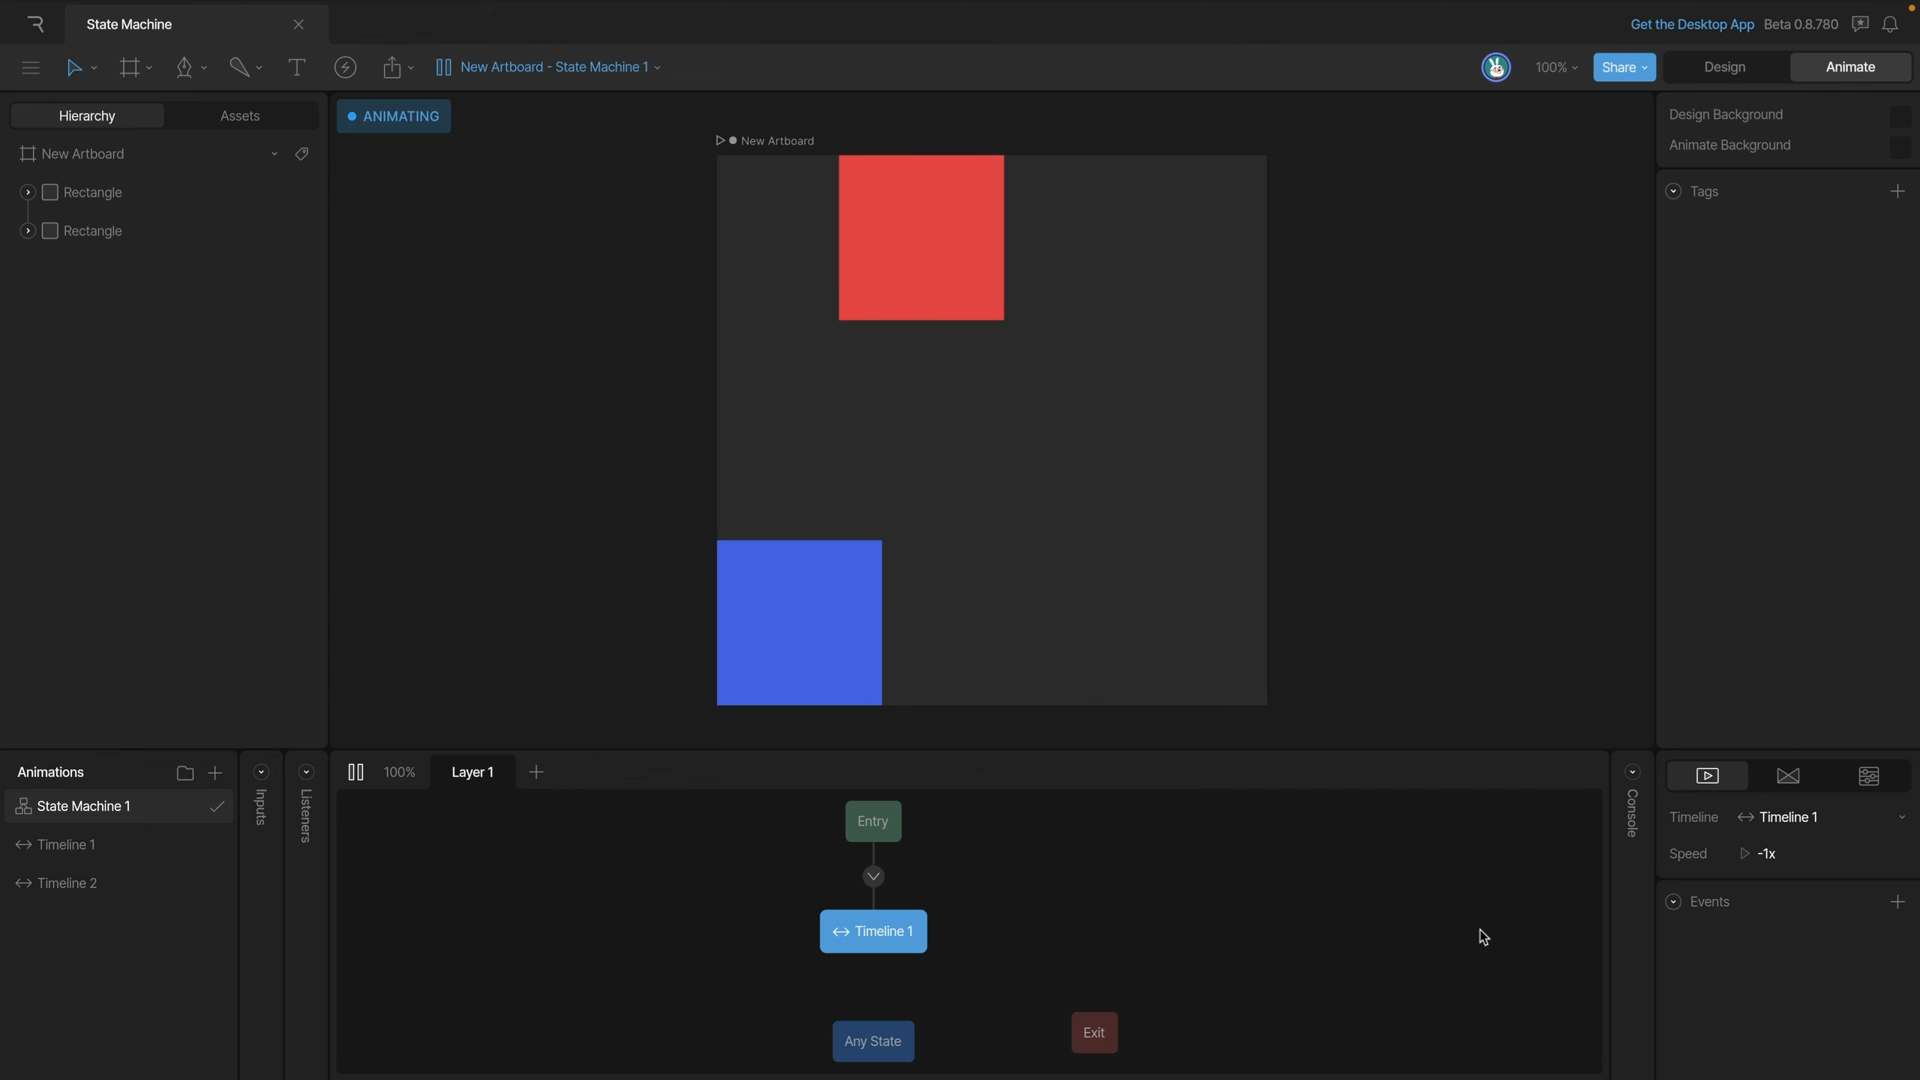 State Machine
Get the Desktop App
Beta 0.8.780
New Artboard - State Machine 1
100%
Share
Design
Animate
Hierarchy
Assets
ANIMATING
Design Background
Animate Background
New Artboard
New Artboard
Rectangle
Rectangle
Tags
Animations
100%
Layer 1
State Machine 1
Timeline 1
Timeline 2
Inputs
Listeners
Entry
Timeline 1
Any State
Exit
Console
Timeline
Timeline 1
Speed
-1x
Events